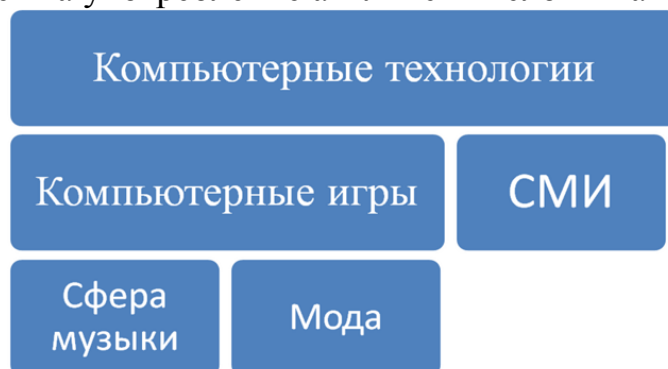 Компьютерные технологии
Компьютерные игры
СМИ
Сфера
музыки
Мода